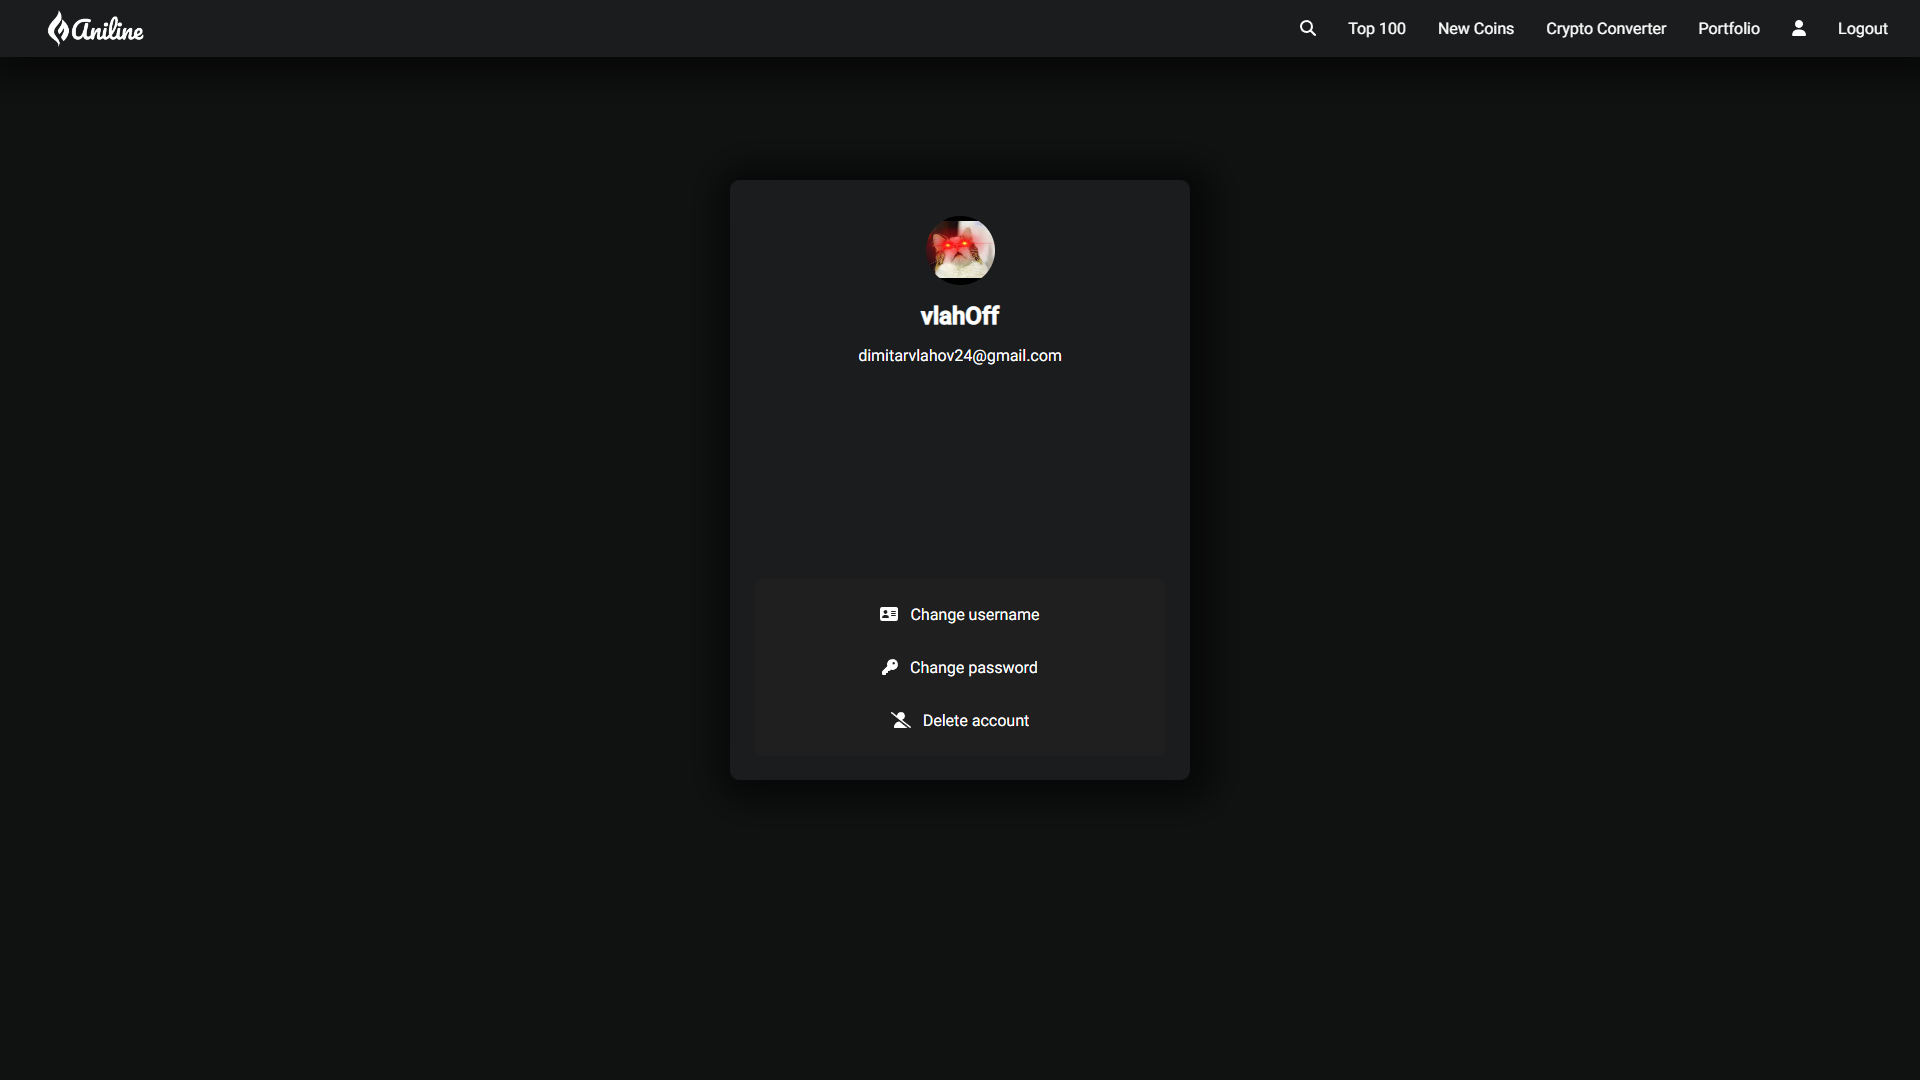 Aniline
Top 100
New Coins
Crypto Converter
Portfolio
Logout
vlahOff
dimitarvlahov24@gmail.com
Change username
Change password
Delete account